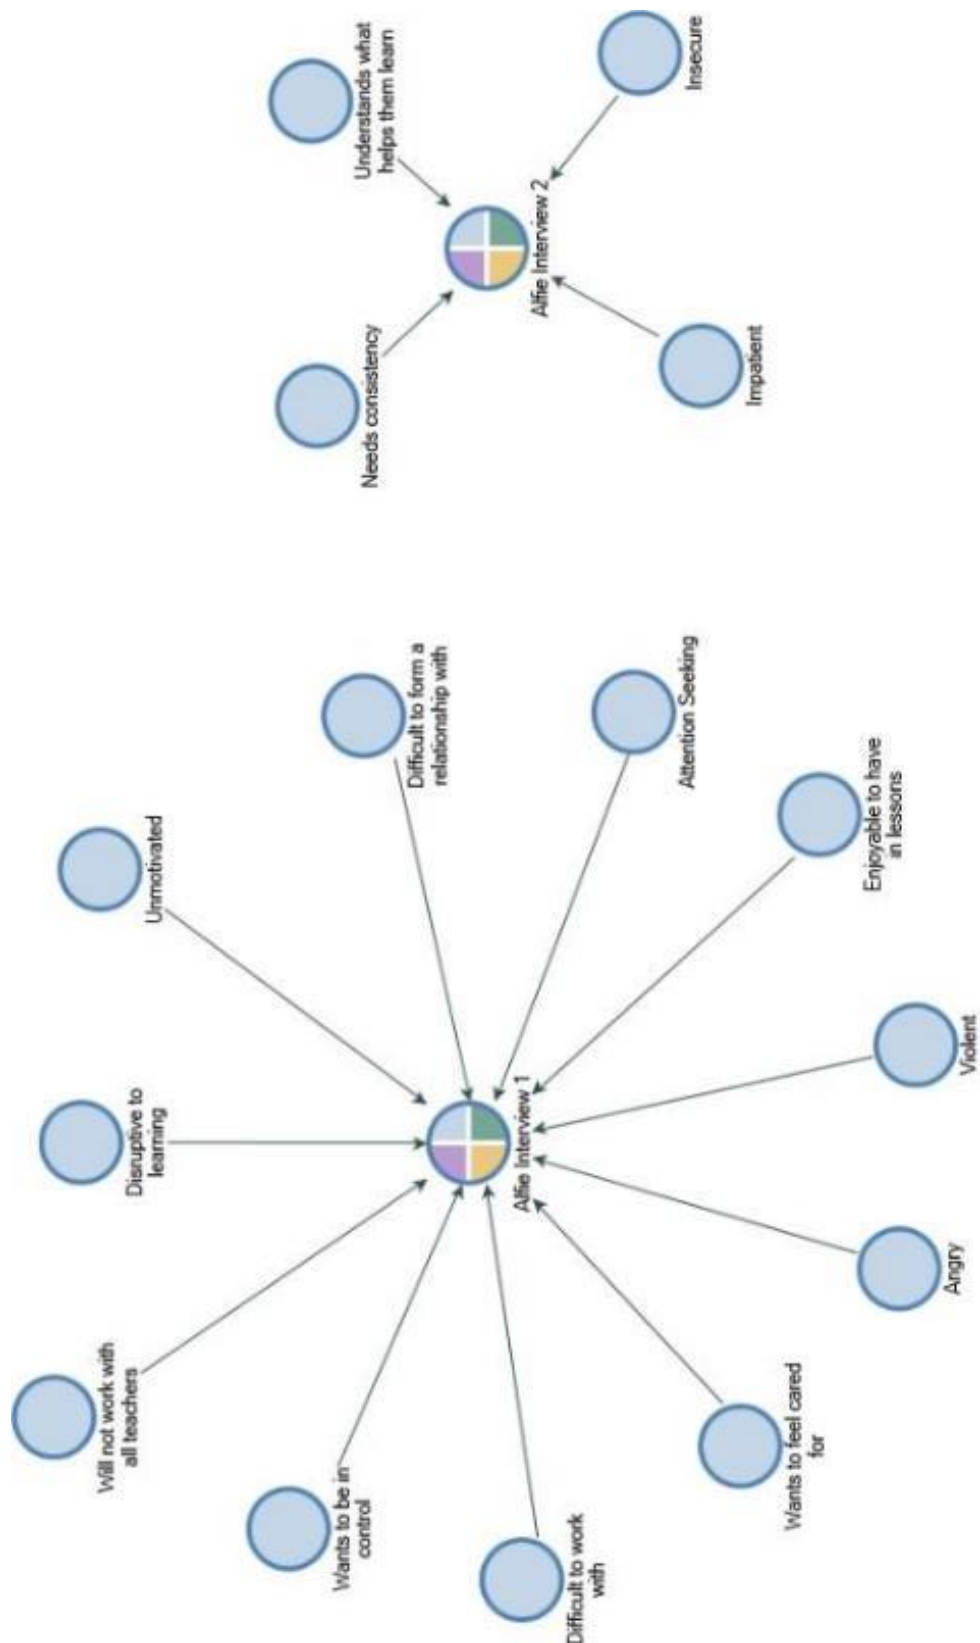 Will not work with
all teachers
Disruptive to
learning
Unmotivated
Wants to be in
control
Difficult to form a
relationship with
Needs consistency
Understands what
helps them learn
Alfie Interview 1
Alfie Interview 2
Difficult to work
with
Attention Seeking
Insecure
Wants to feel cared
for
Enjoyable to have
in lessons
Impatient
Angry
Violent